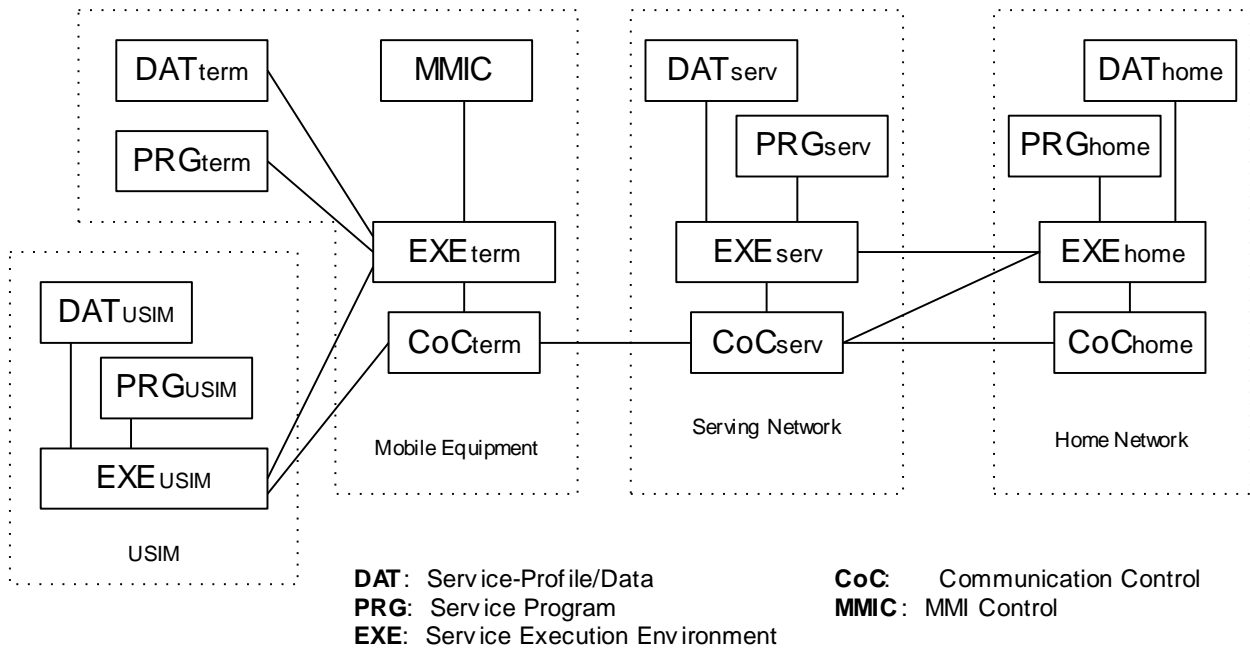 DATterm
MMIC
DATserv
DAThome
PRGterm
PRGserv
PRGhome
EXEterm
EXEserv
EXEhome
DATUSIM
CoCterm
CoCserv
CoChome
PRGUSIM
Mobile Equipment
Serving Network
Home Network
EXEUSIM
USIM
DAT: Service-Profile/Data
PRG: Service Program
EXE: Service Execution Environment
CoC: Communication Control
MMIC: MMI Control